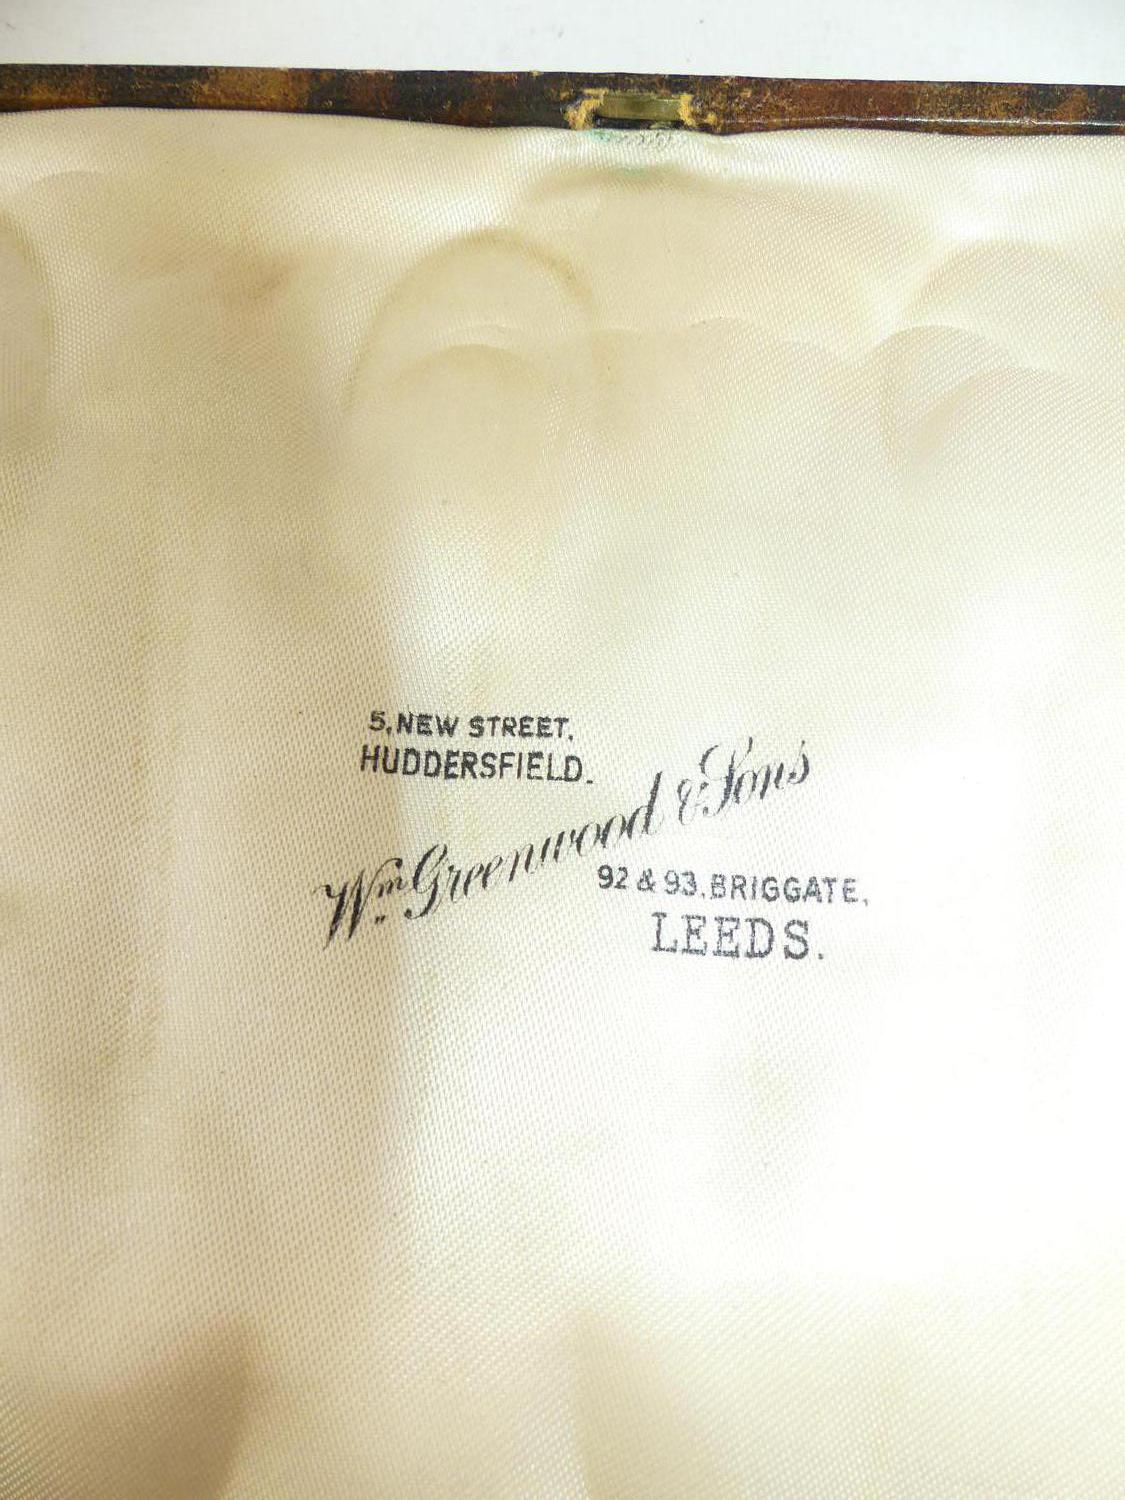 5, NEW STREET,
HUDDERSFIELD.
Wm Greenwood & Sons
92 & 93, BRIGGATE,
LEEDS.